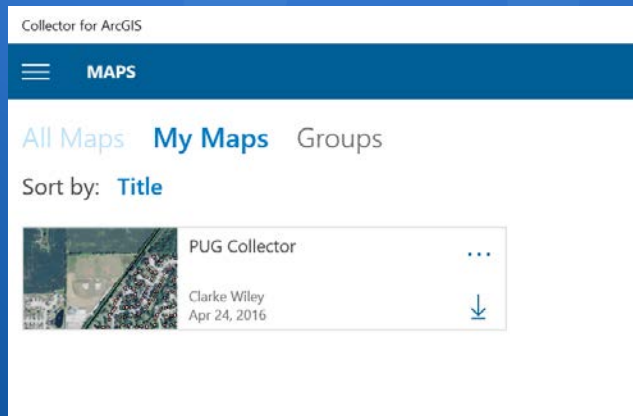 Collector for ArcGIS
MAPS
All Maps My Maps Groups
Sort by: Title
PUG Collector
...
Clarke Wiley
Apr 24, 2016